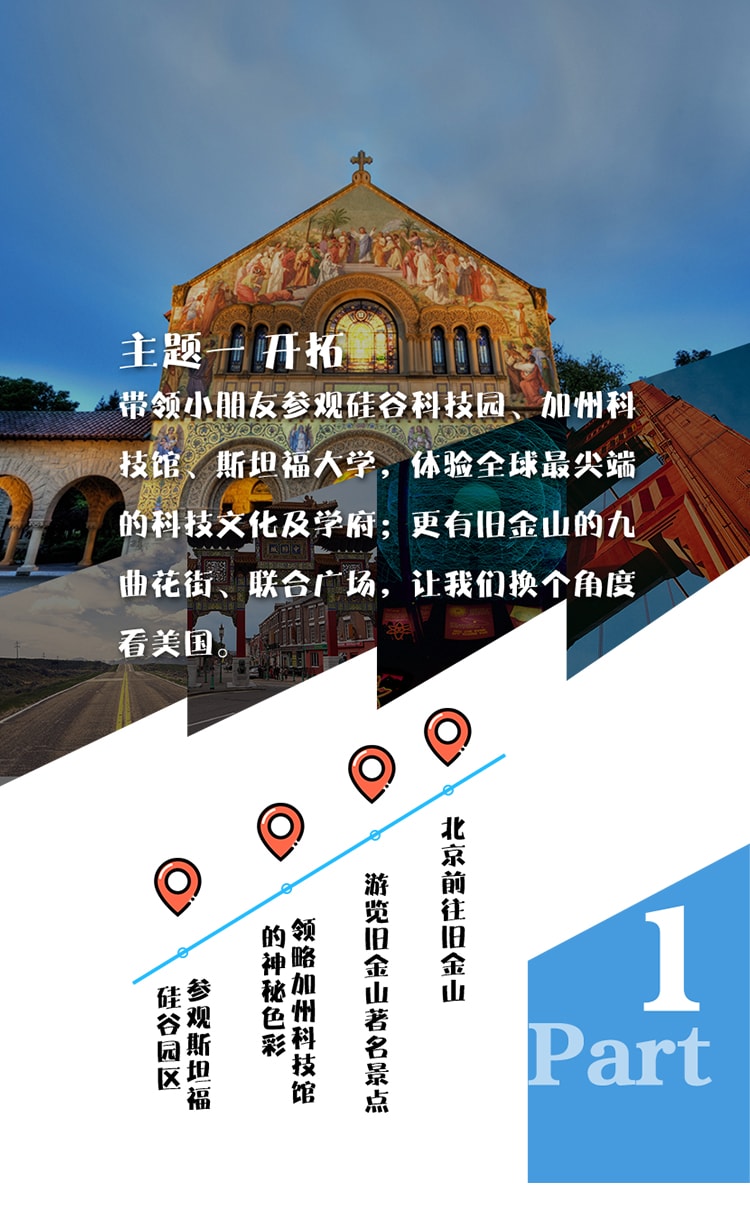 主题一开拓
带领小朋友参观硅谷科技园、加州科
技馆、斯坦福大学，体验全球最尖端
的科技文化及学府；更有旧金山的九
曲花街、联合广场，让我们换个角度
看美国。
北京前往旧金山
游览旧金山著名景点
领略加州科技馆
的神秘色彩
参观斯坦福
硅谷园区
1
Part